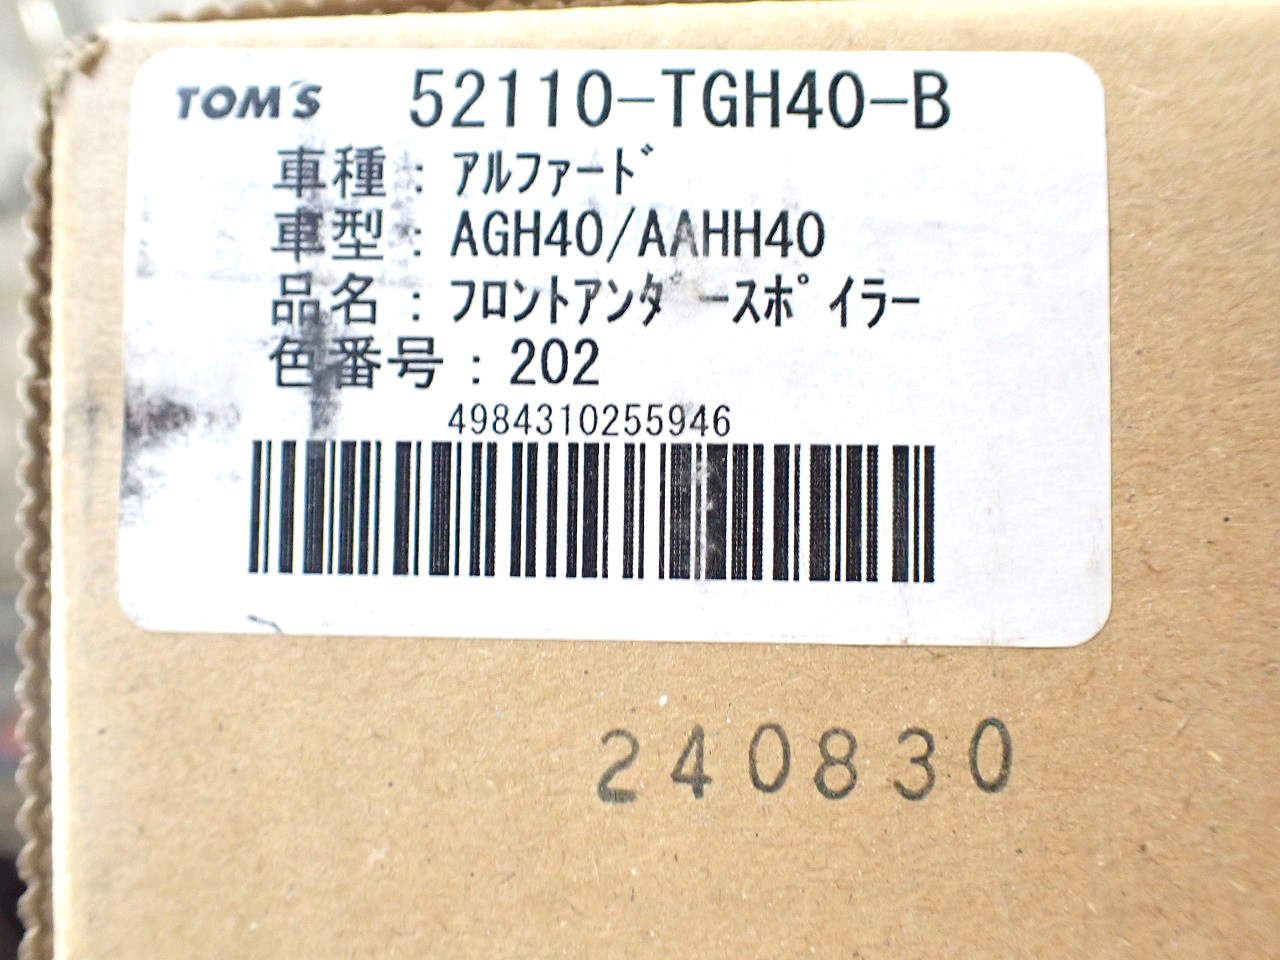 TOM'S 52110-TGH40-B
車種：ｱﾙﾌｧｰﾄﾞ
車型：AGH40/AAHH40
品名：ﾌﾛﾝﾄｱﾝﾀﾞｰｽﾎﾟｲﾗｰ
色番号：202
4984310255946
240830